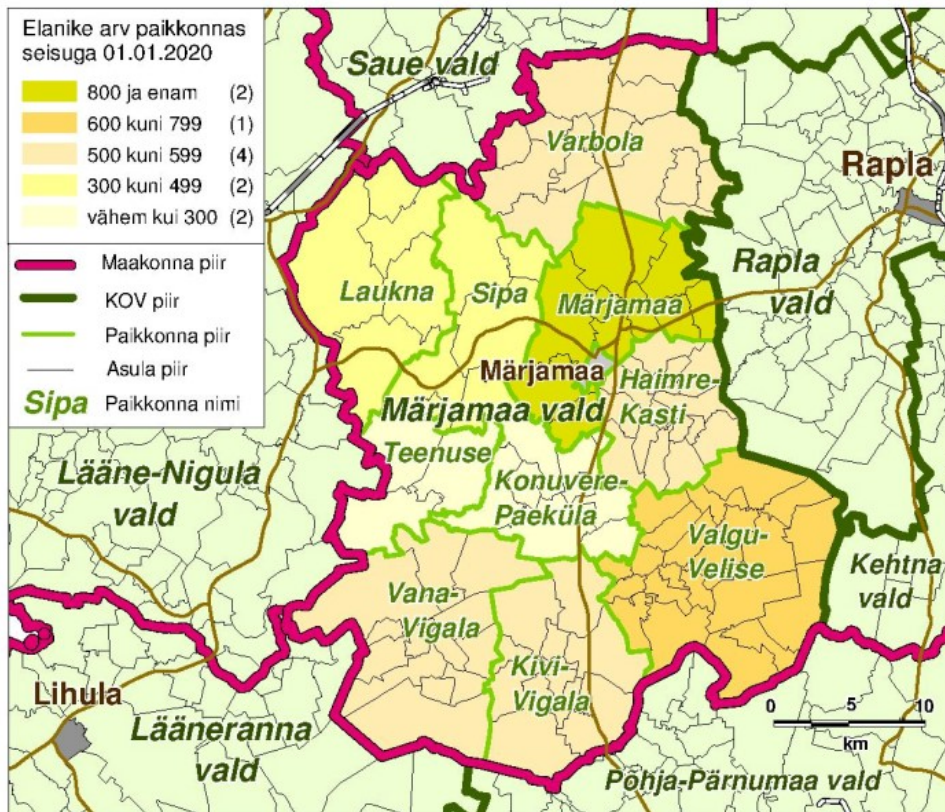 Elanike arv paikkonnas
seisuga 01.01.2020
800 ja enam (2)
600 kuni 799 (1)
500 kuni 599 (4)
300 kuni 499 (2)
vähem kui 300 (2)
Maakonna piir
KOV piir
Paikkonna piir
Asula piir
Sipa Paikkonna nimi
Saue vald
Varbola
Rapla
Rapla
vald
Laukna
Sipa
Märjamaa
Märjamaa
Haimre-
Kasti
Märjamaa vald
Teenuse
Konuvere-
Paeküla
Lääne-Nigula
vald
Valgu-
Velise
Kehtna
vald
Vana-
Vigala
Kivi-
Vigala
Lihula
Lääneranna
vald
0 5 10
km
Põhja-Pärnumaa vald